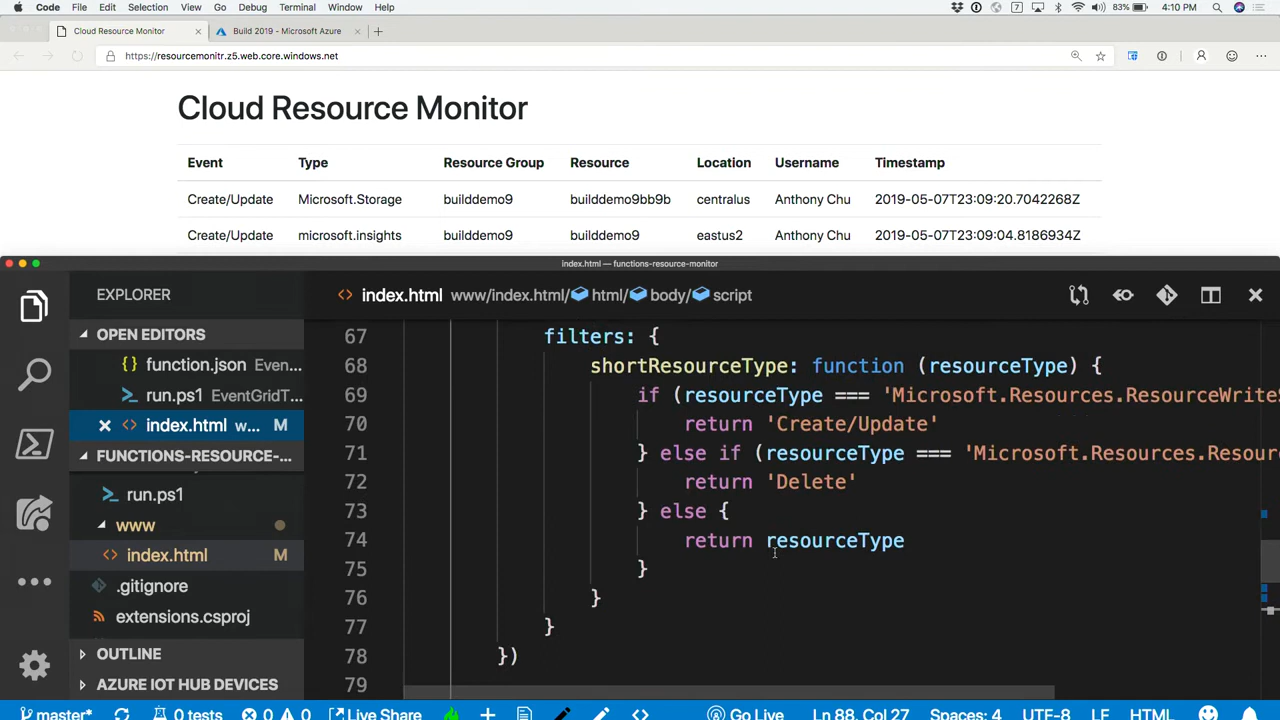 Code File Edit Selection View Go Debug Terminal Window Help 7 83% 4:10 PM
Cloud Resource Monitor × Build 2019 - Microsoft Azure × +
https://resourcemonitr.z5.web.core.windows.net
Cloud Resource Monitor
Event Type Resource Group Resource Location Username Timestamp
Create/Update Microsoft.Storage builddemo9 builddemo9bb9b centralus Anthony Chu 2019-05-07T23:09:20.7042268Z
Create/Update microsoft.insights builddemo9 builddemo9 eastus2 Anthony Chu 2019-05-07T23:09:04.8186934Z
index.html — functions-resource-monitor
EXPLORER
OPEN EDITORS
{} function.json Even...
run.ps1 EventGridT...
index.html w... M
FUNCTIONS-RESOURCE-...
run.ps1
www
index.html M
.gitignore
extensions.csproj
OUTLINE
AZURE IOT HUB DEVICES
index.html www/index.html/ html/ body/ script
67 filters: {
68 shortResourceType: function (resourceType) {
69 if (resourceType === 'Microsoft.Resources.ResourceWriteS
70 return 'Create/Update'
71 } else if (resourceType === 'Microsoft.Resources.Resour
72 return 'Delete'
73 } else {
74 return resourceType
75 }
76 }
77 }
78 })
79
master* 0 tests 0 0 Live Share Go Live Ln 88, Col 27 Spaces: 4 UTF-8 LF HTML